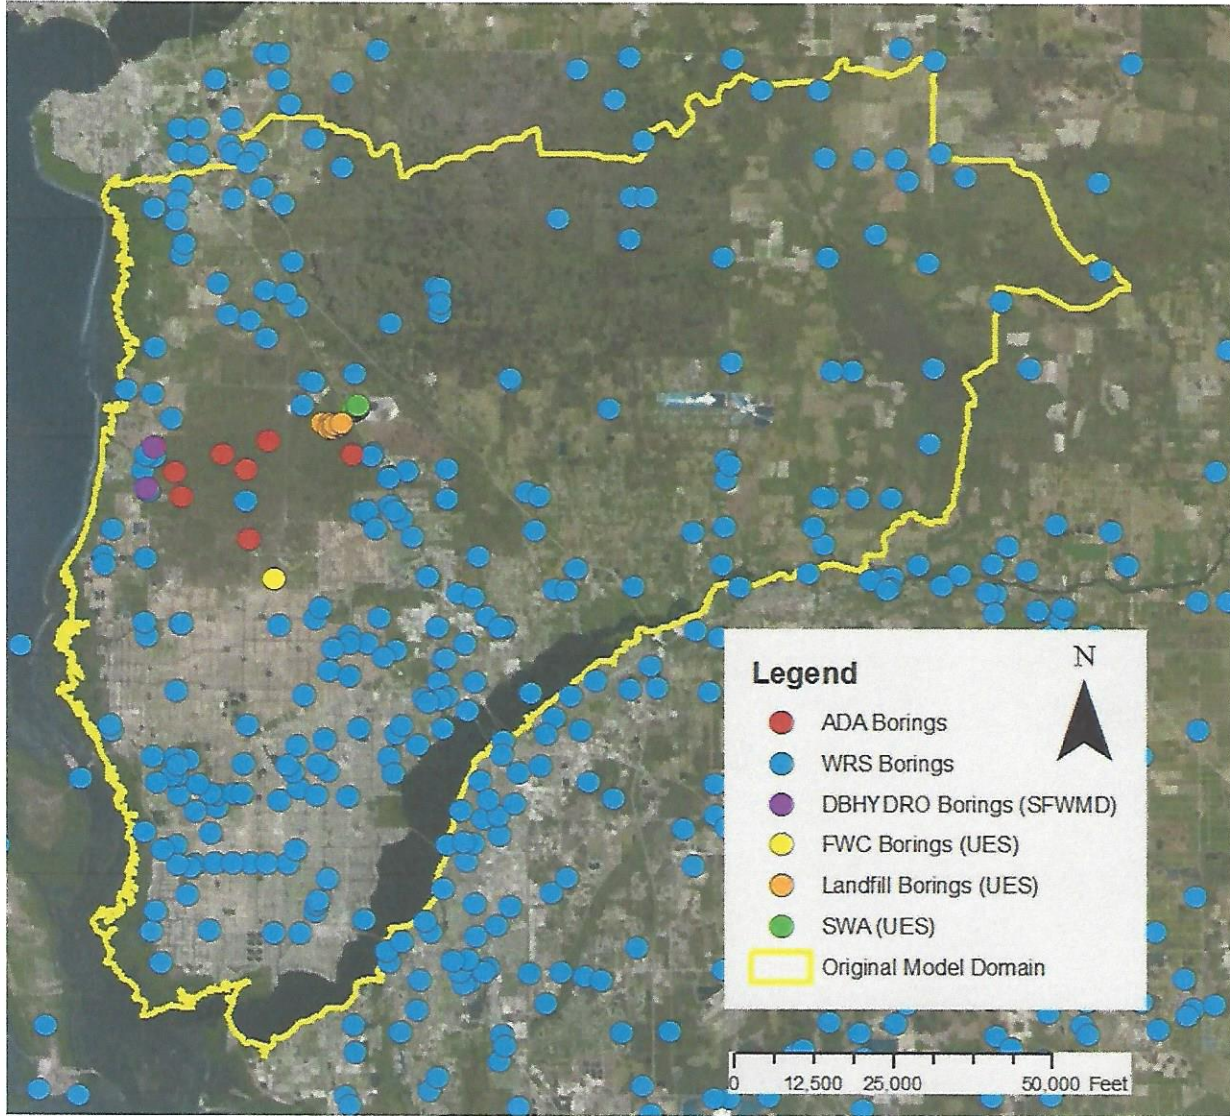 Legend
N
ADA Borings
WRS Borings
DBHYDRO Borings (SFWMD)
FWC Borings (UES)
Landfill Borings (UES)
SWA (UES)
Original Model Domain
0 12,500 25,000 50,000 Feet